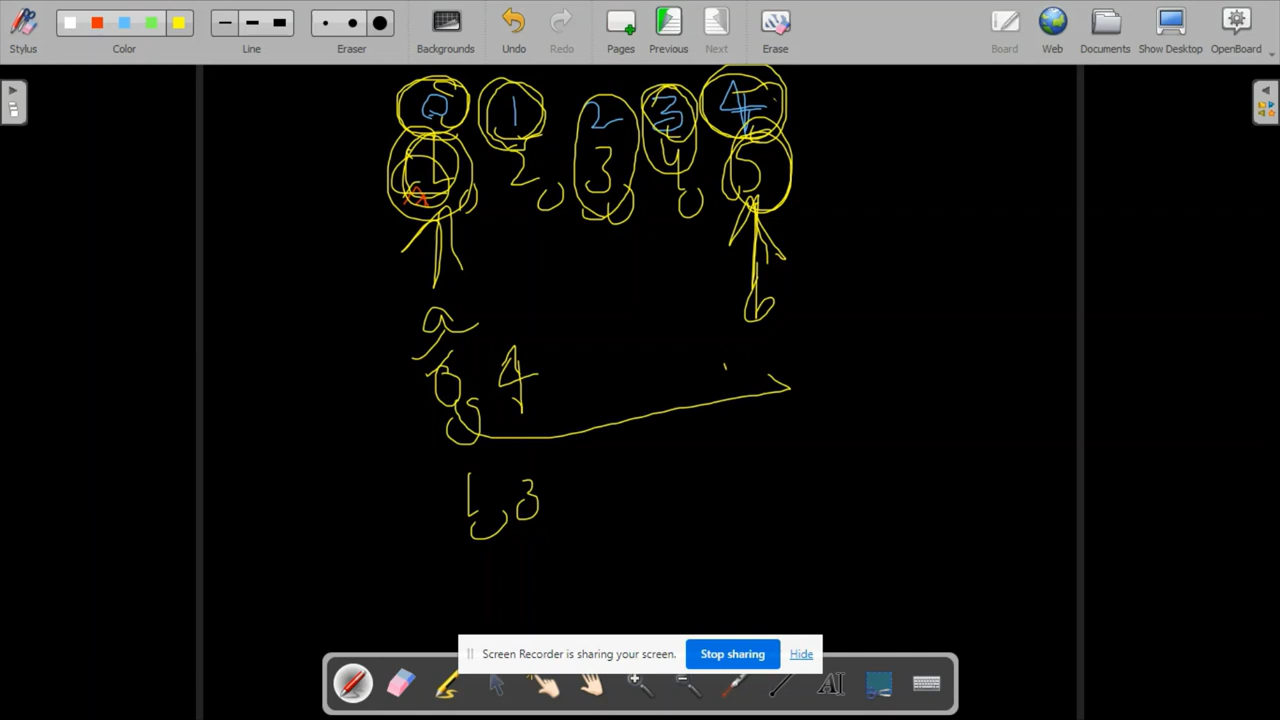 Stylus Color Line Eraser Backgrounds Undo Redo Pages Previous Next Erase Board Web Documents Show Desktop OpenBoard
0 1 2 3 4
1, 2, 3, 4, 5
a b
0, 4
1, 3
Screen Recorder is sharing your screen. Stop sharing Hide
AI